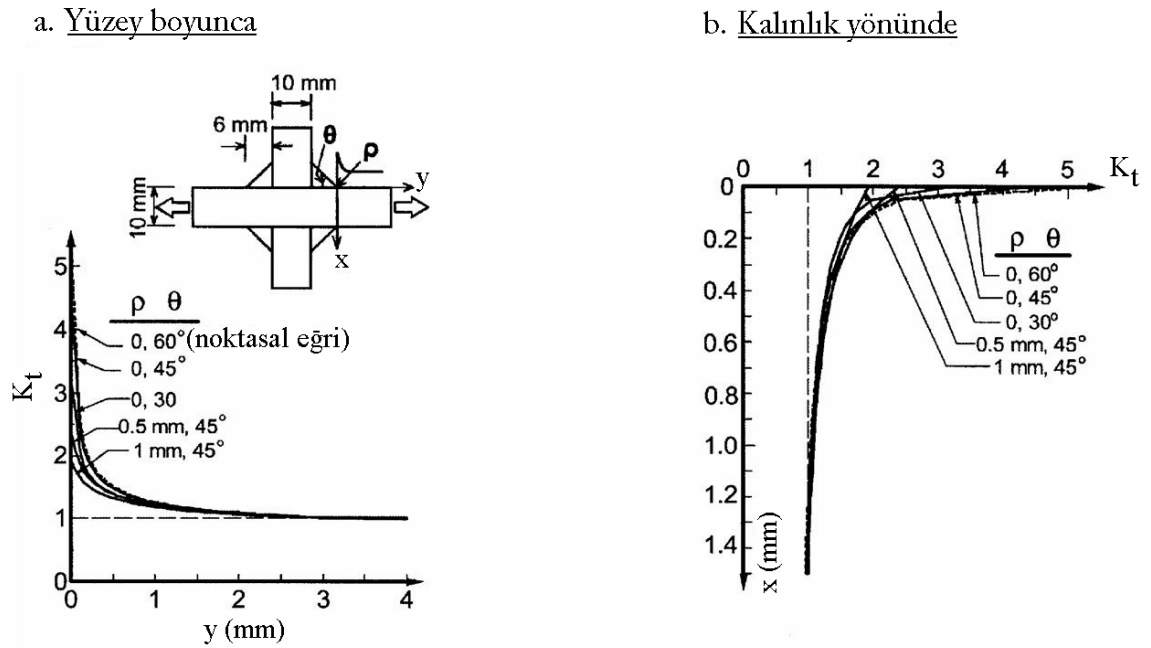 a. Yüzey boyunca
10 mm
6 mm
θ
ρ
y
10 mm
x
5
4
3
2
1
0
K_t
ρ θ
0, 60°(noktasal eğri)
0, 45°
0, 30
0.5 mm, 45°
1 mm, 45°
0 1 2 3 4
y (mm)
b. Kalınlık yönünde
0 1 2 3 4 5 K_t
0
0.2
0.4
0.6
0.8
1.0
1.2
1.4
x (mm)
ρ θ
0, 60°
0, 45°
0, 30°
0.5 mm, 45°
1 mm, 45°